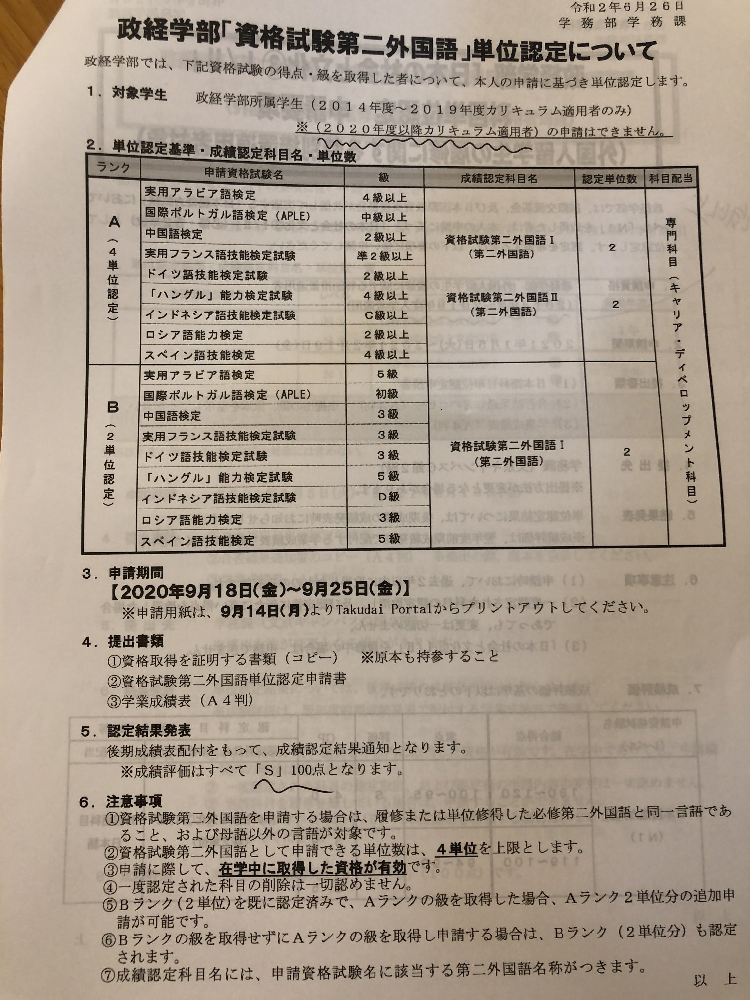 令和２年６月２６日
学務部学務課
政経学部「資格試験第二外国語」単位認定について
政経学部では、下記資格試験の得点・級を取得した者について、本人の申請に基づき単位認定します。
１．対象学生　政経学部所属学生（２０１４年度～２０１９年度カリキュラム適用者のみ）
※（２０２０年度以降カリキュラム適用者）の申請はできません。
２．単位認定基準・成績認定科目名・単位数
ランク　申請資格試験名　級　成績認定科目名　認定単位数　科目配当
A（４単位認定）
実用アラビア語検定　４級以上
国際ポルトガル語検定（APLE）　中級以上
中国語検定　２級以上
実用フランス語技能検定試験　準２級以上
ドイツ語技能検定試験　２級以上
「ハングル」能力検定試験　４級以上
インドネシア語技能検定試験　C級以上
ロシア語能力検定　２級以上
スペイン語技能検定　４級以上
資格試験第二外国語Ⅰ
（第二外国語）
2
資格試験第二外国語Ⅱ
（第二外国語）
2
専門科目（キャリア・ディベロップメント科目）
B（２単位認定）
実用アラビア語検定　５級
国際ポルトガル語検定（APLE）　初級
中国語検定　３級
実用フランス語技能検定試験　３級
ドイツ語技能検定試験　３級
「ハングル」能力検定試験　５級
インドネシア語技能検定試験　D級
ロシア語能力検定　３級
スペイン語技能検定　５級
資格試験第二外国語Ⅰ
（第二外国語）
2
３．申請期間
【2020年9月18日（金）～9月25日（金）】
※申請用紙は、9月14日（月）よりTakudai Portalからプリントアウトしてください。
４．提出書類
①資格取得を証明する書類（コピー）　※原本も持参すること
②資格試験第二外国語単位認定申請書
③学業成績表（Ａ４判）
５．認定結果発表
後期成績表配付をもって、成績認定結果通知となります。
※成績評価はすべて「Ｓ」100点となります。
６．注意事項
①資格試験第二外国語を申請する場合は、履修または単位修得した必修第二外国語と同一言語であ
ること、および母語以外の言語が対象です。
②資格試験第二外国語として申請できる単位数は、４単位を上限とします。
③申請に際して、在学中に取得した資格が有効です。
④一度認定された科目の削除は一切認めません。
⑤Ｂランク（２単位）を既に認定済みで、Ａランクの級を取得した場合、Ａランク２単位分の追加申
請が可能です。
⑥Ｂランクの級を取得せずにＡランクの級を取得し申請する場合は、Ｂランク（２単位分）も認定
されます。
⑦成績認定科目名には、申請資格試験名に該当する第二外国語名称がつきます。
以　上